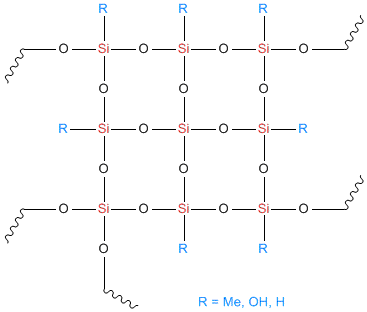 R R R
O Si O Si O Si O
O O O
R Si O Si O Si R
O O O
O Si O Si O Si O
O R R
R = Me, OH, H